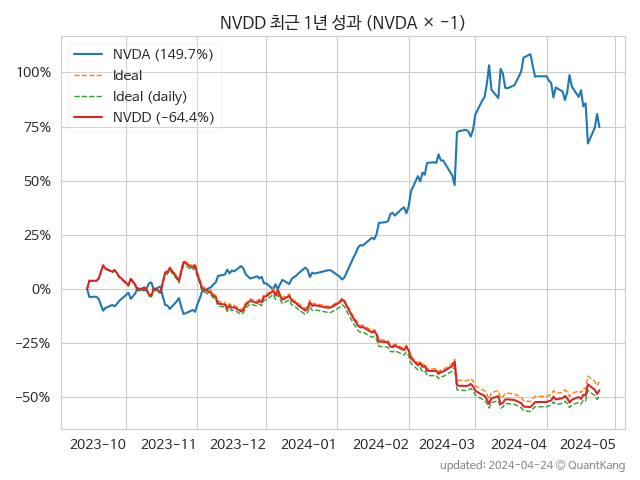 NVDD 최근 1년 성과 (NVDA × −1)
NVDA (149.7%)
Ideal
Ideal (daily)
NVDD (−64.4%)
100%
75%
50%
25%
0%
−25%
−50%
2023−10 2023−11 2023−12 2024−01 2024−02 2024−03 2024−04 2024−05
updated: 2024−04−24 © QuantKang